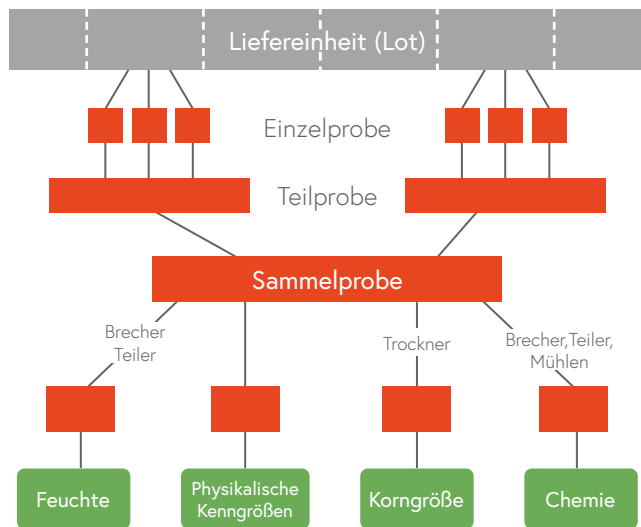 Liefereinheit (Lot)
Einzelprobe
Teilprobe
Sammelprobe
Brecher
Teiler
Trockner
Brecher,Teiler,
Mühlen
Feuchte
Physikalische
Kenngrößen
Korngröße
Chemie